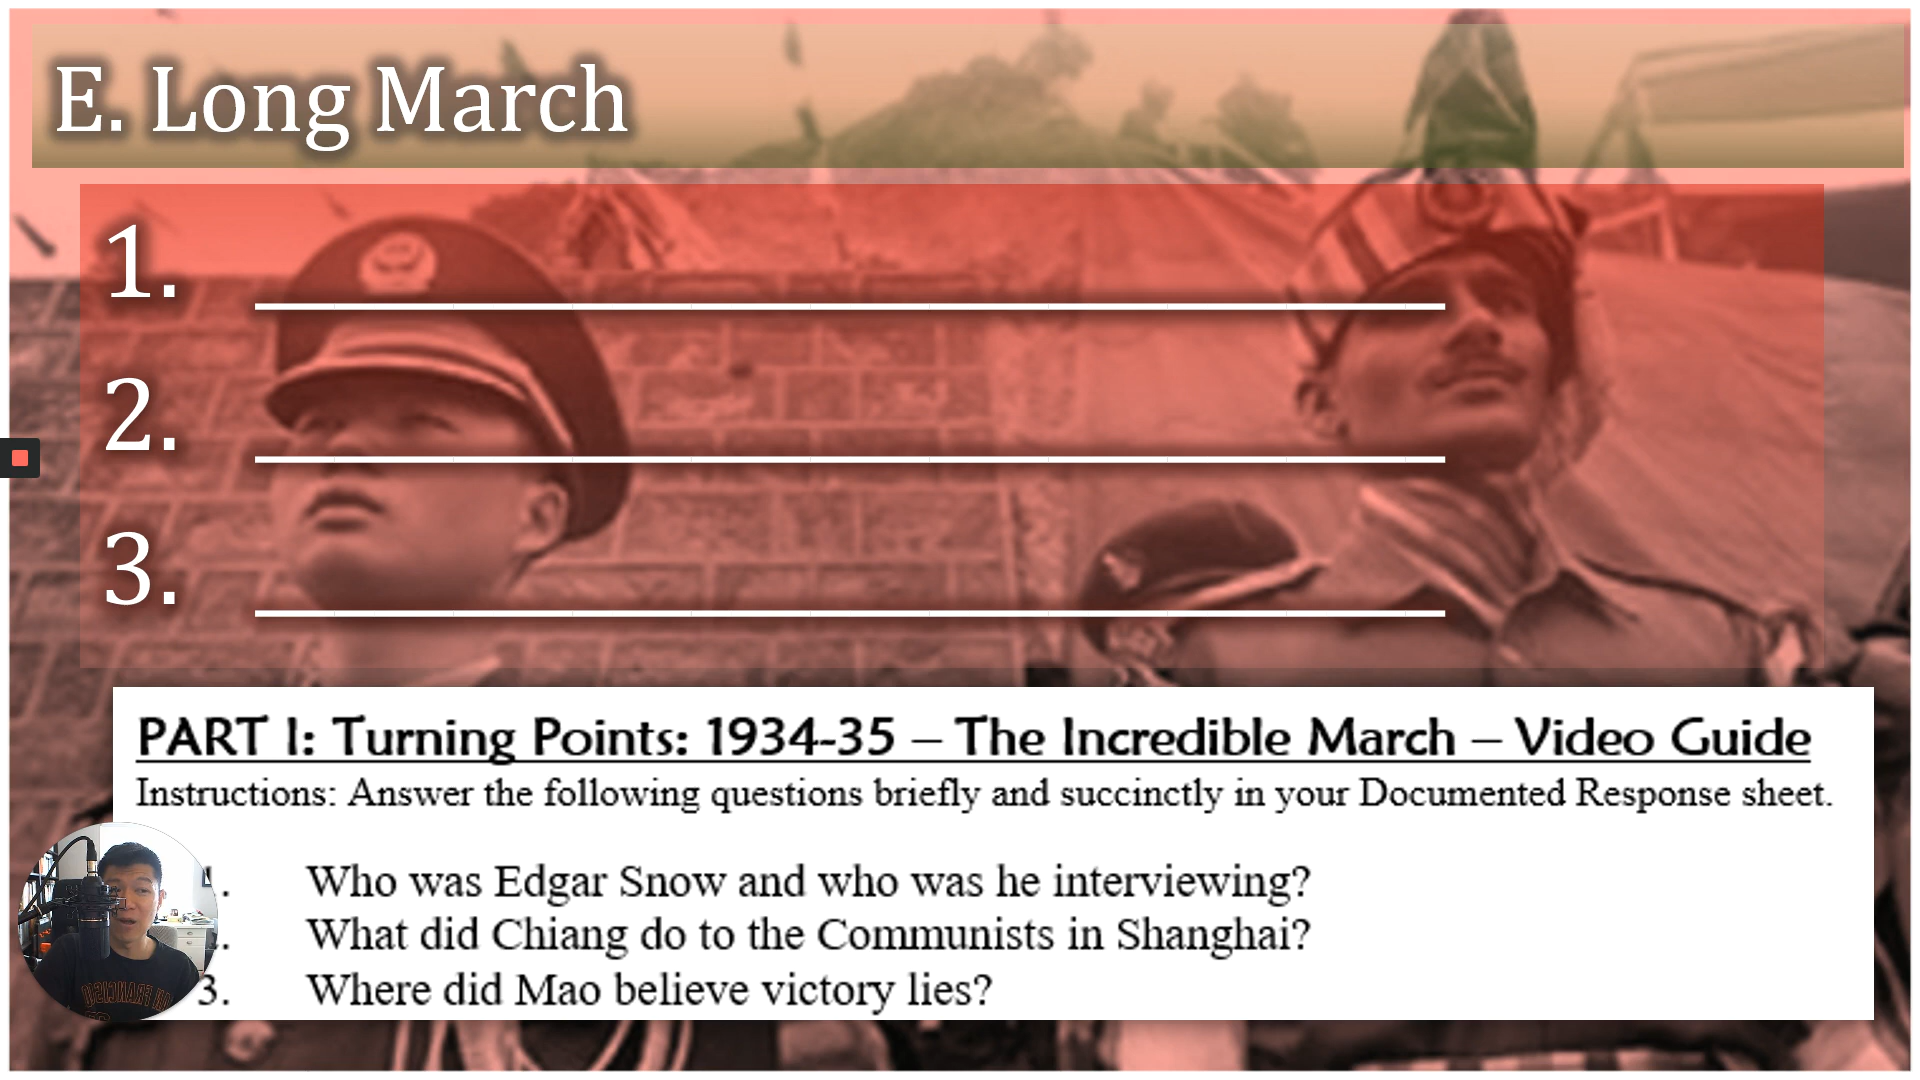 E. Long March
1.
2.
3.
PART I: Turning Points: 1934-35 – The Incredible March – Video Guide
Instructions: Answer the following questions briefly and succinctly in your Documented Response sheet.
1. Who was Edgar Snow and who was he interviewing?
2. What did Chiang do to the Communists in Shanghai?
3. Where did Mao believe victory lies?